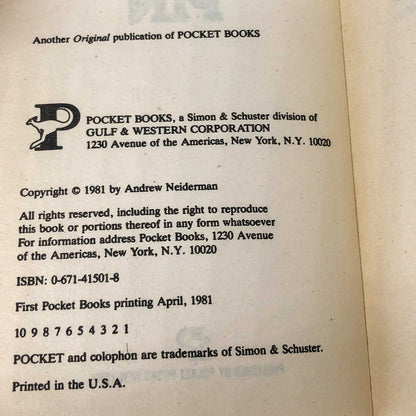 Another Original publication of POCKET BOOKS
POCKET BOOKS, a Simon & Schuster division of
GULF & WESTERN CORPORATION
1230 Avenue of the Americas, New York, N.Y. 10020
Copyright © 1981 by Andrew Neiderman
All rights reserved, including the right to reproduce
this book or portions thereof in any form whatsoever
For information address Pocket Books, 1230 Avenue
of the Americas, New York, N.Y. 10020
ISBN: 0-671-41501-8
First Pocket Books printing April, 1981
10 9 8 7 6 5 4 3 2 1
POCKET and colophon are trademarks of Simon & Schuster.
Printed in the U.S.A.